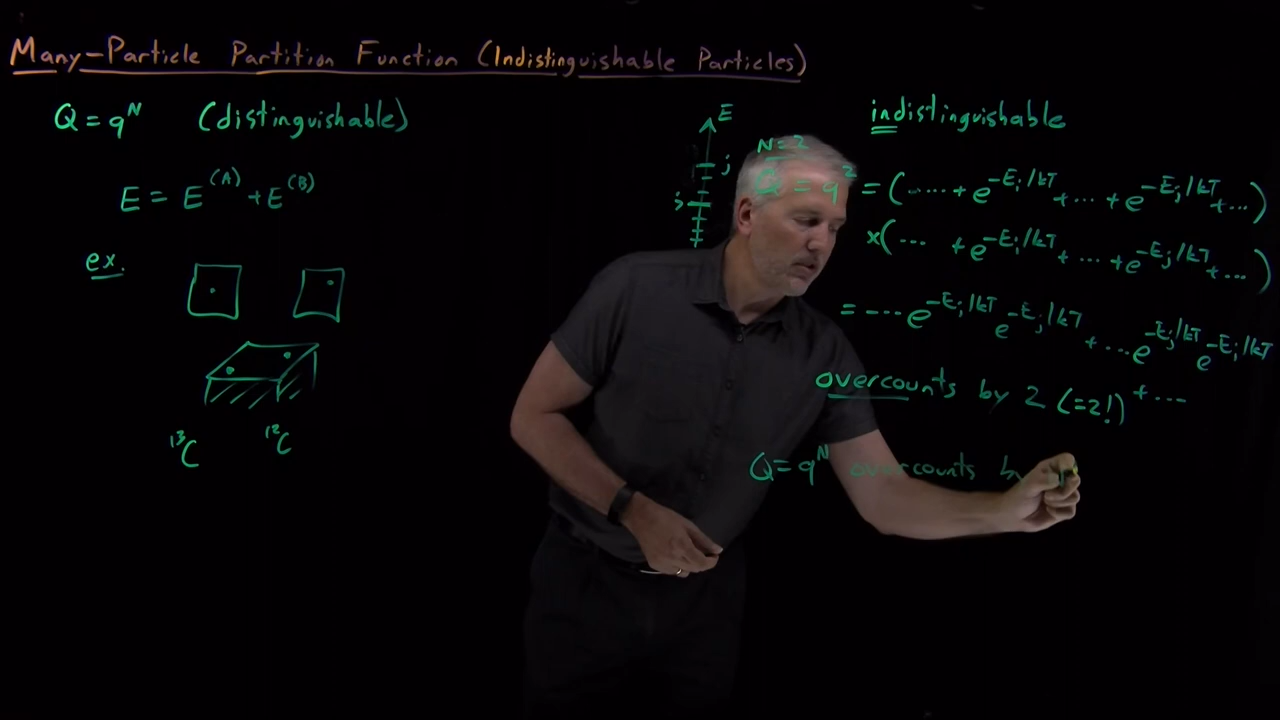 Many-Particle Partition Function (Indistinguishable Particles)
Q = q^N (distinguishable)
E = E^(A) + E^(B)
ex.
¹³C ¹²C
E
j
i
indistinguishable
N=2
Q = q² = (..... + e^-Ei/kT + ... + e^-Ej/kT + ...)
x(... + e^-Ei/kT + ... + e^-Ej/kT + ...)
= .... e^-Ei/kT e^-Ej/kT + ... e^-Ej/kT e^-Ei/kT
+ ....
overcounts by 2 (=2!)
Q = q^N overcounts by